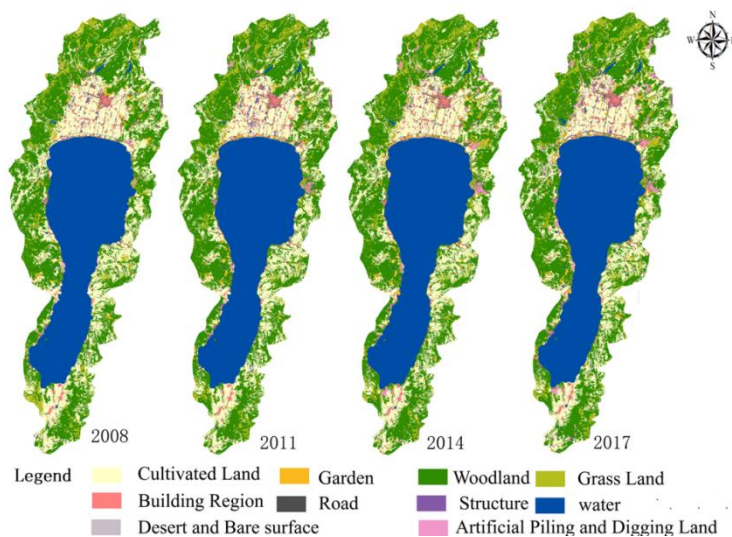 N
W
E
S
2008 2011 2014 2017
Legend Cultivated Land Garden Woodland Grass Land
Building Region Road Structure water
Desert and Bare surface Artificial Piling and Digging Land